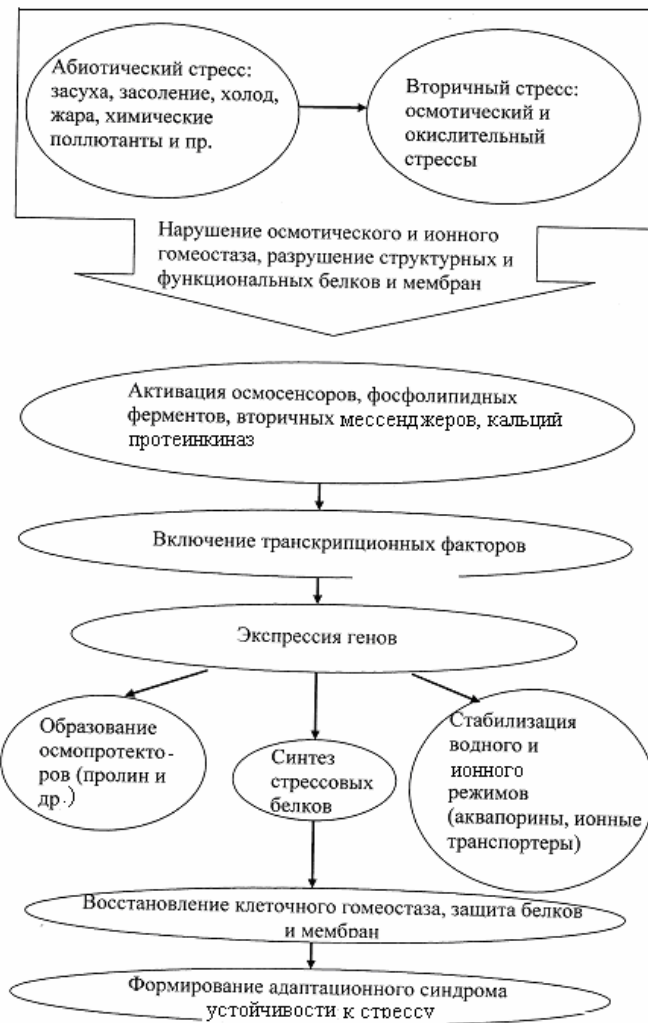 Абиотический стресс:
засуха, засоление, холод,
жара, химические
поллютанты и пр.
Вторичный стресс:
осмотический и
окислительный
стрессы
Нарушение осмотического и ионного
гомеостаза, разрушение структурных и
функциональных белков и мембран
Активация осмосенсоров, фосфолипидных
ферментов, вторичных мессенджеров, кальций
протеинкиназ
Включение транскрипционных факторов
Экспрессия генов
Образование
осмопротекто-
ров (пролин и
др.)
Синтез
стрессовых
белков
Стабилизация
водного и
ионного
режимов
(аквапорины, ионные
транспортеры)
Восстановление клеточного гомеостаза, защита белков
и мембран
Формирование адаптационного синдрома
устойчивости к стрессу